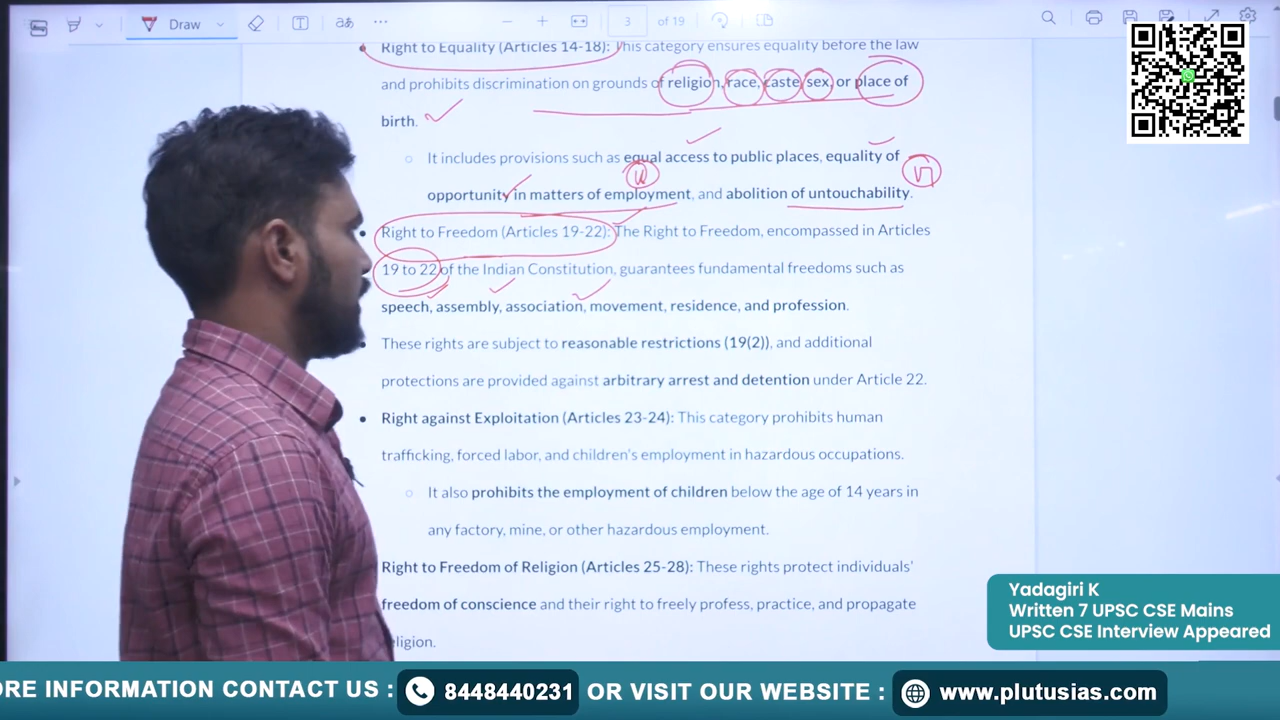 Draw
3
of 19
Right to Equality (Articles 14-18): This category ensures equality before the law
and prohibits discrimination on grounds of religion, race, caste, sex, or place of
birth.
It includes provisions such as equal access to public places, equality of
opportunity in matters of employment, and abolition of untouchability.
Right to Freedom (Articles 19-22): The Right to Freedom, encompassed in Articles
19 to 22 of the Indian Constitution, guarantees fundamental freedoms such as
speech, assembly, association, movement, residence, and profession.
These rights are subject to reasonable restrictions (19(2)), and additional
protections are provided against arbitrary arrest and detention under Article 22.
Right against Exploitation (Articles 23-24): This category prohibits human
trafficking, forced labor, and children's employment in hazardous occupations.
It also prohibits the employment of children below the age of 14 years in
any factory, mine, or other hazardous employment.
Right to Freedom of Religion (Articles 25-28): These rights protect individuals'
freedom of conscience and their right to freely profess, practice, and propagate
religion.
Yadagiri K
Written 7 UPSC CSE Mains
UPSC CSE Interview Appeared
ORE INFORMATION CONTACT US : 8448440231 OR VISIT OUR WEBSITE : www.plutusias.com